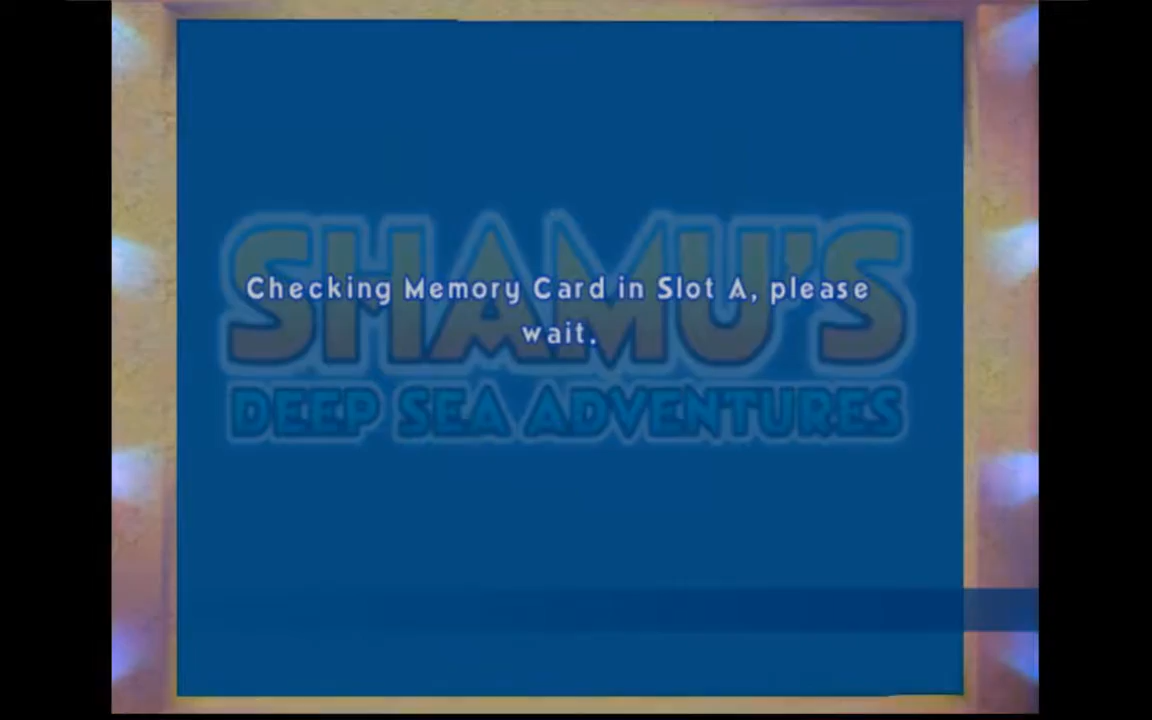 SHAMU'S
Checking Memory Card in Slot A, please
wait.
DEEP SEA ADVENTURES